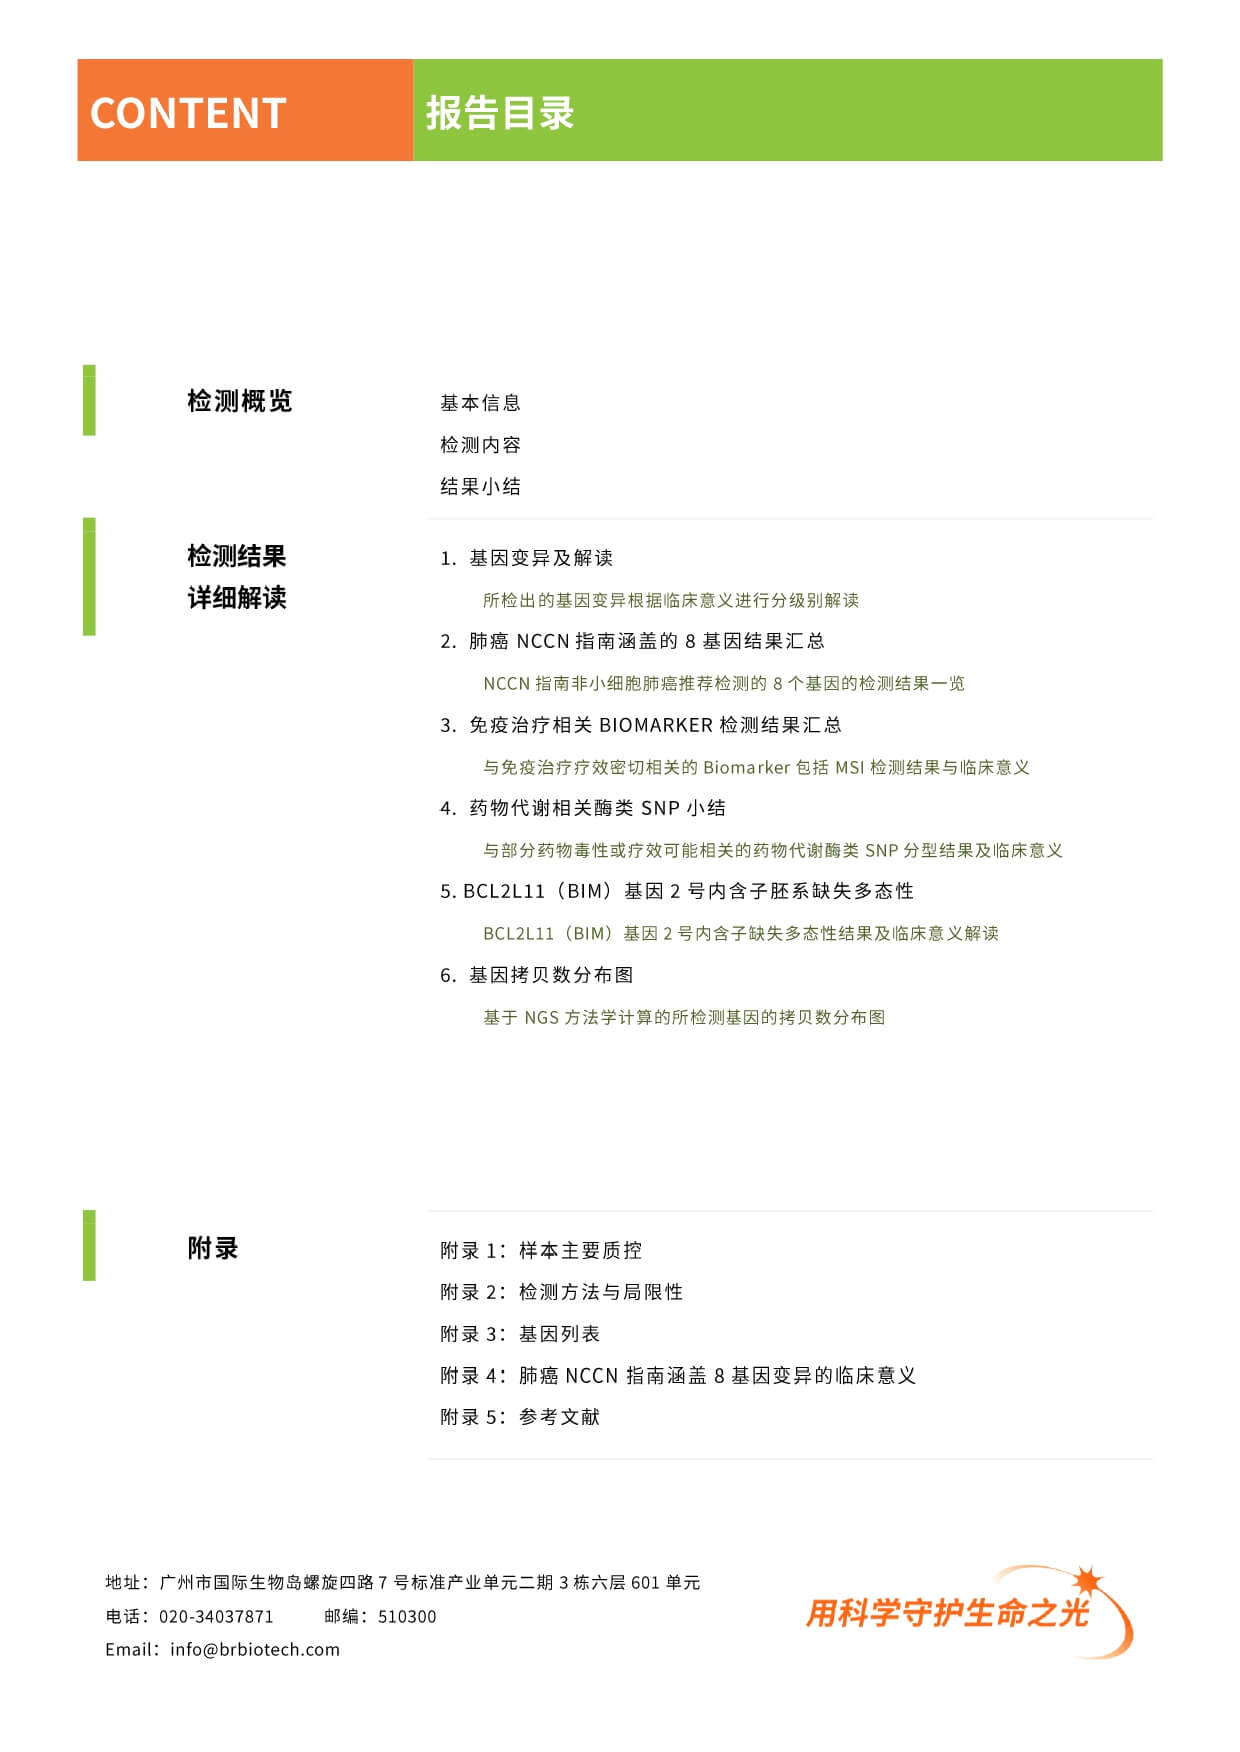 CONTENT 报告目录
检测概览
基本信息
检测内容
结果小结
检测结果
详细解读
1. 基因变异及解读
所检出的基因变异根据临床意义进行分级别解读
2. 肺癌 NCCN 指南涵盖的 8 基因结果汇总
NCCN 指南非小细胞肺癌推荐检测的 8 个基因的检测结果一览
3. 免疫治疗相关 BIOMARKER 检测结果汇总
与免疫治疗疗效密切相关的 Biomarker 包括 MSI 检测结果与临床意义
4. 药物代谢相关酶类 SNP 小结
与部分药物毒性或疗效可能相关的药物代谢酶类 SNP 分型结果及临床意义
5. BCL2L11（BIM）基因 2 号内含子胚系缺失多态性
BCL2L11（BIM）基因 2 号内含子缺失多态性结果及临床意义解读
6. 基因拷贝数分布图
基于 NGS 方法学计算的所检测基因的拷贝数分布图
附录
附录 1：样本主要质控
附录 2：检测方法与局限性
附录 3：基因列表
附录 4：肺癌 NCCN 指南涵盖 8 基因变异的临床意义
附录 5：参考文献
地址：广州市国际生物岛螺旋四路 7 号标准产业单元二期 3 栋六层 601 单元
电话：020-34037871 邮编：510300
Email：info@brbiotech.com
用科学守护生命之光